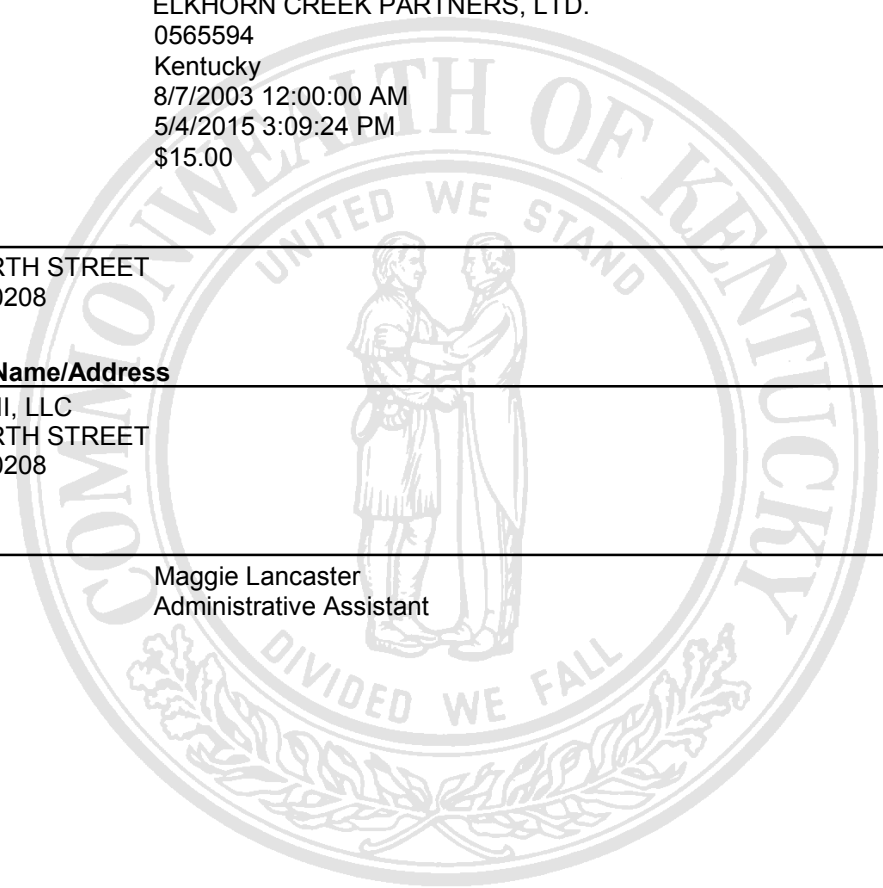 ELKHORN CREEK PARTNERS, LTD.
0565594
Kentucky
8/7/2003 12:00:00 AM
5/4/2015 3:09:24 PM
$15.00
RTH STREET
0208
Name/Address
II, LLC
RTH STREET
0208
Maggie Lancaster
Administrative Assistant
COMMONWEALTH OF KENTUCKY
UNITED WE STAND
DIVIDED WE FALL